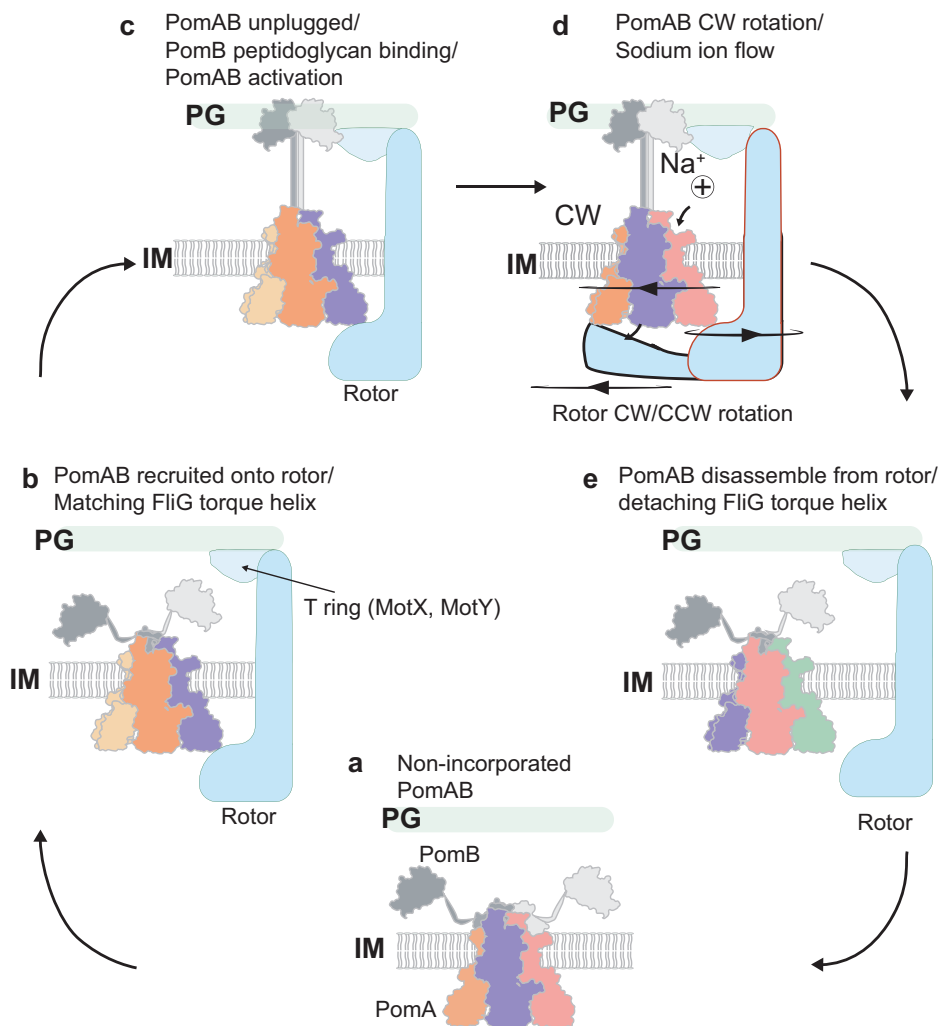 c PomAB unplugged/
PomB peptidoglycan binding/
PomAB activation
PG
IM
Rotor
d PomAB CW rotation/
Sodium ion flow
PG
Na⁺
+
CW
IM
Rotor CW/CCW rotation
b PomAB recruited onto rotor/
Matching FliG torque helix
PG
T ring (MotX, MotY)
IM
Rotor
e PomAB disassemble from rotor/
detaching FliG torque helix
PG
IM
Rotor
a Non-incorporated
PomAB
PG
PomB
IM
PomA